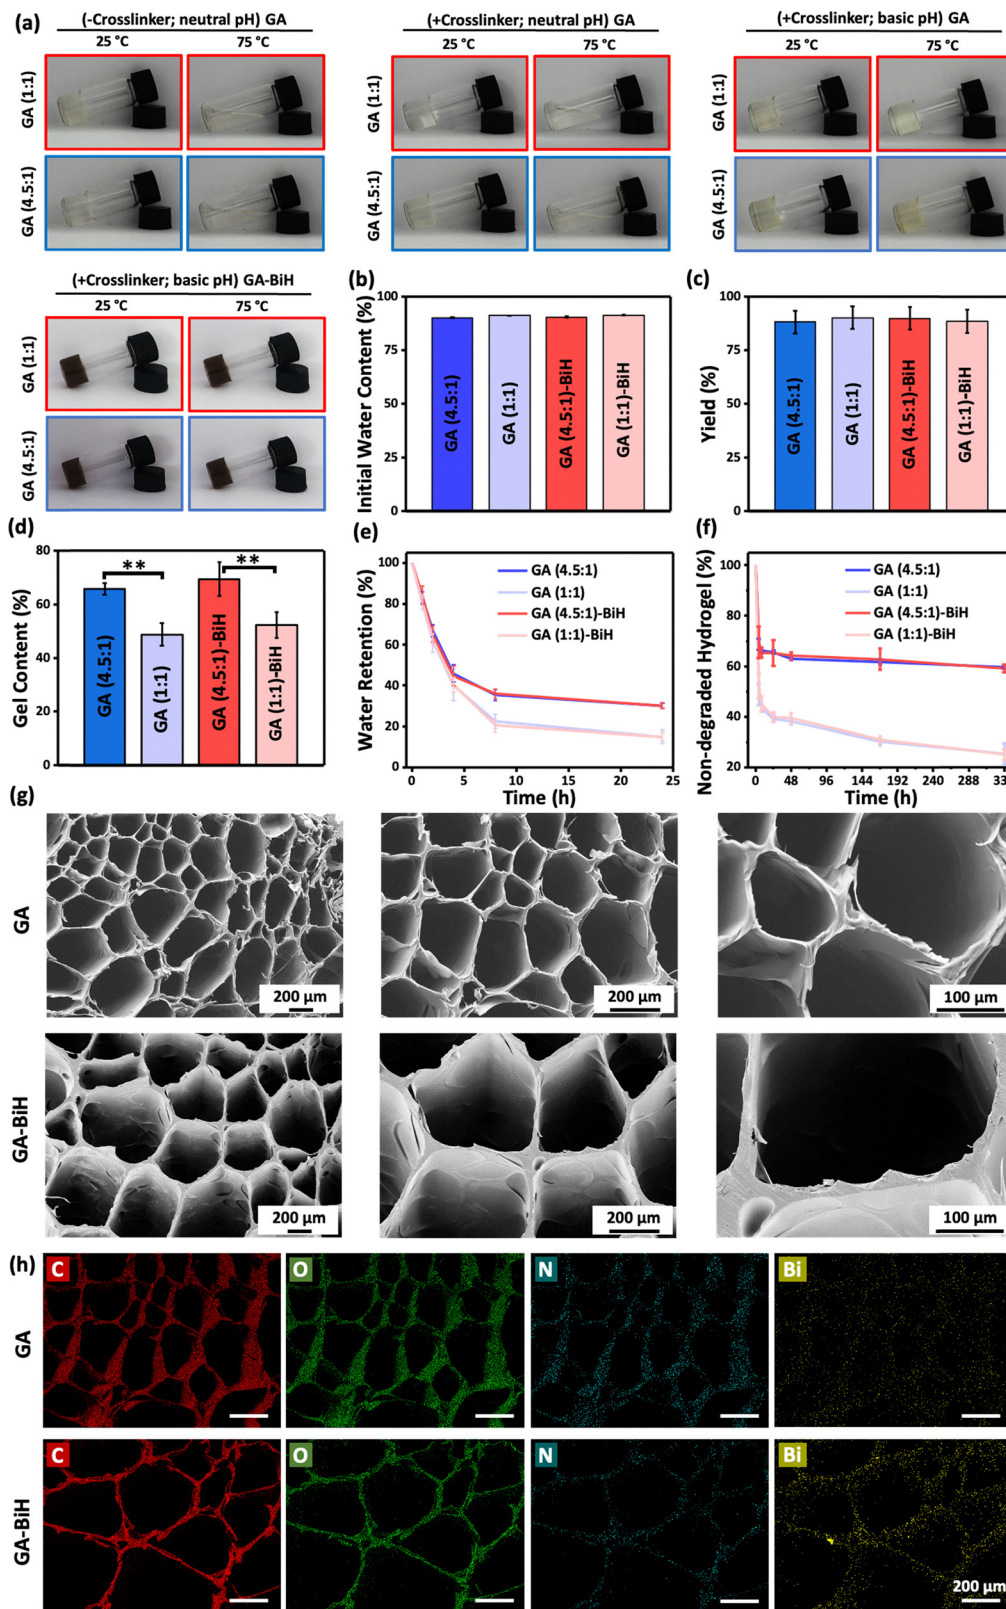 (a)
(-Crosslinker; neutral pH) GA
25 °C
75 °C
(+Crosslinker; neutral pH) GA
25 °C
75 °C
(+Crosslinker; basic pH) GA
25 °C
75 °C
GA (1:1)
GA (4.5:1)
GA (1:1)
GA (4.5:1)
GA (1:1)
GA (4.5:1)
(+Crosslinker; basic pH) GA-BiH
25 °C
75 °C
GA (1:1)
GA (4.5:1)
(b)
Initial Water Content (%)
100
75
50
25
0
GA (4.5:1)
GA (1:1)
GA (4.5:1)-BiH
GA (1:1)-BiH
(c)
Yield (%)
100
75
50
25
0
GA (4.5:1)
GA (1:1)
GA (4.5:1)-BiH
GA (1:1)-BiH
(d)
Gel Content (%)
80
60
40
20
0
**
**
GA (4.5:1)
GA (1:1)
GA (4.5:1)-BiH
GA (1:1)-BiH
(e)
Water Retention (%)
100
80
60
40
20
0
GA (4.5:1)
GA (1:1)
GA (4.5:1)-BiH
GA (1:1)-BiH
0 5 10 15 20 25
Time (h)
(f)
Non-degraded Hydrogel (%)
100
80
60
40
20
GA (4.5:1)
GA (1:1)
GA (4.5:1)-BiH
GA (1:1)-BiH
0 48 96 144 192 240 288 33
Time (h)
(g)
GA
200 µm
200 µm
100 µm
GA-BiH
200 µm
200 µm
100 µm
(h)
GA
C
O
N
Bi
GA-BiH
C
O
N
Bi
200 µm